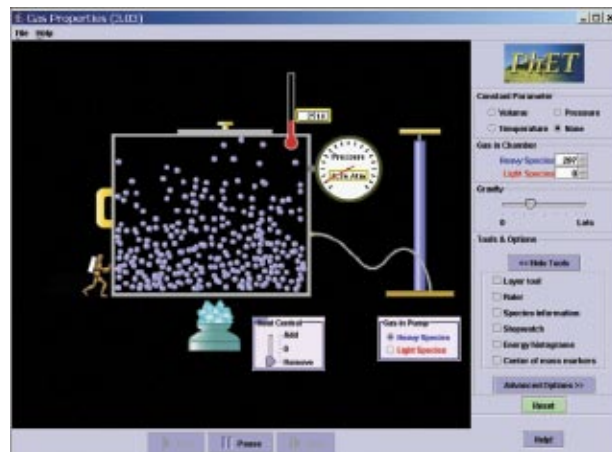 Gas Properties (3.03)
File Help
PhET
Pressure
Constant Parameter
Volume Pressure
Temperature None
Gas in Chamber
Heavy Species
Light Species 0
Gravity
0 Lots
Tools & Options
<< Hide Tools
Layer tool
Ruler
Species information
Stopwatch
Energy histograms
Center of mass markers
Advanced Options >>
Reset
Help!
Heat Control
Add
0
Remove
Gas in Pump
Heavy Species
Light Species
Pause